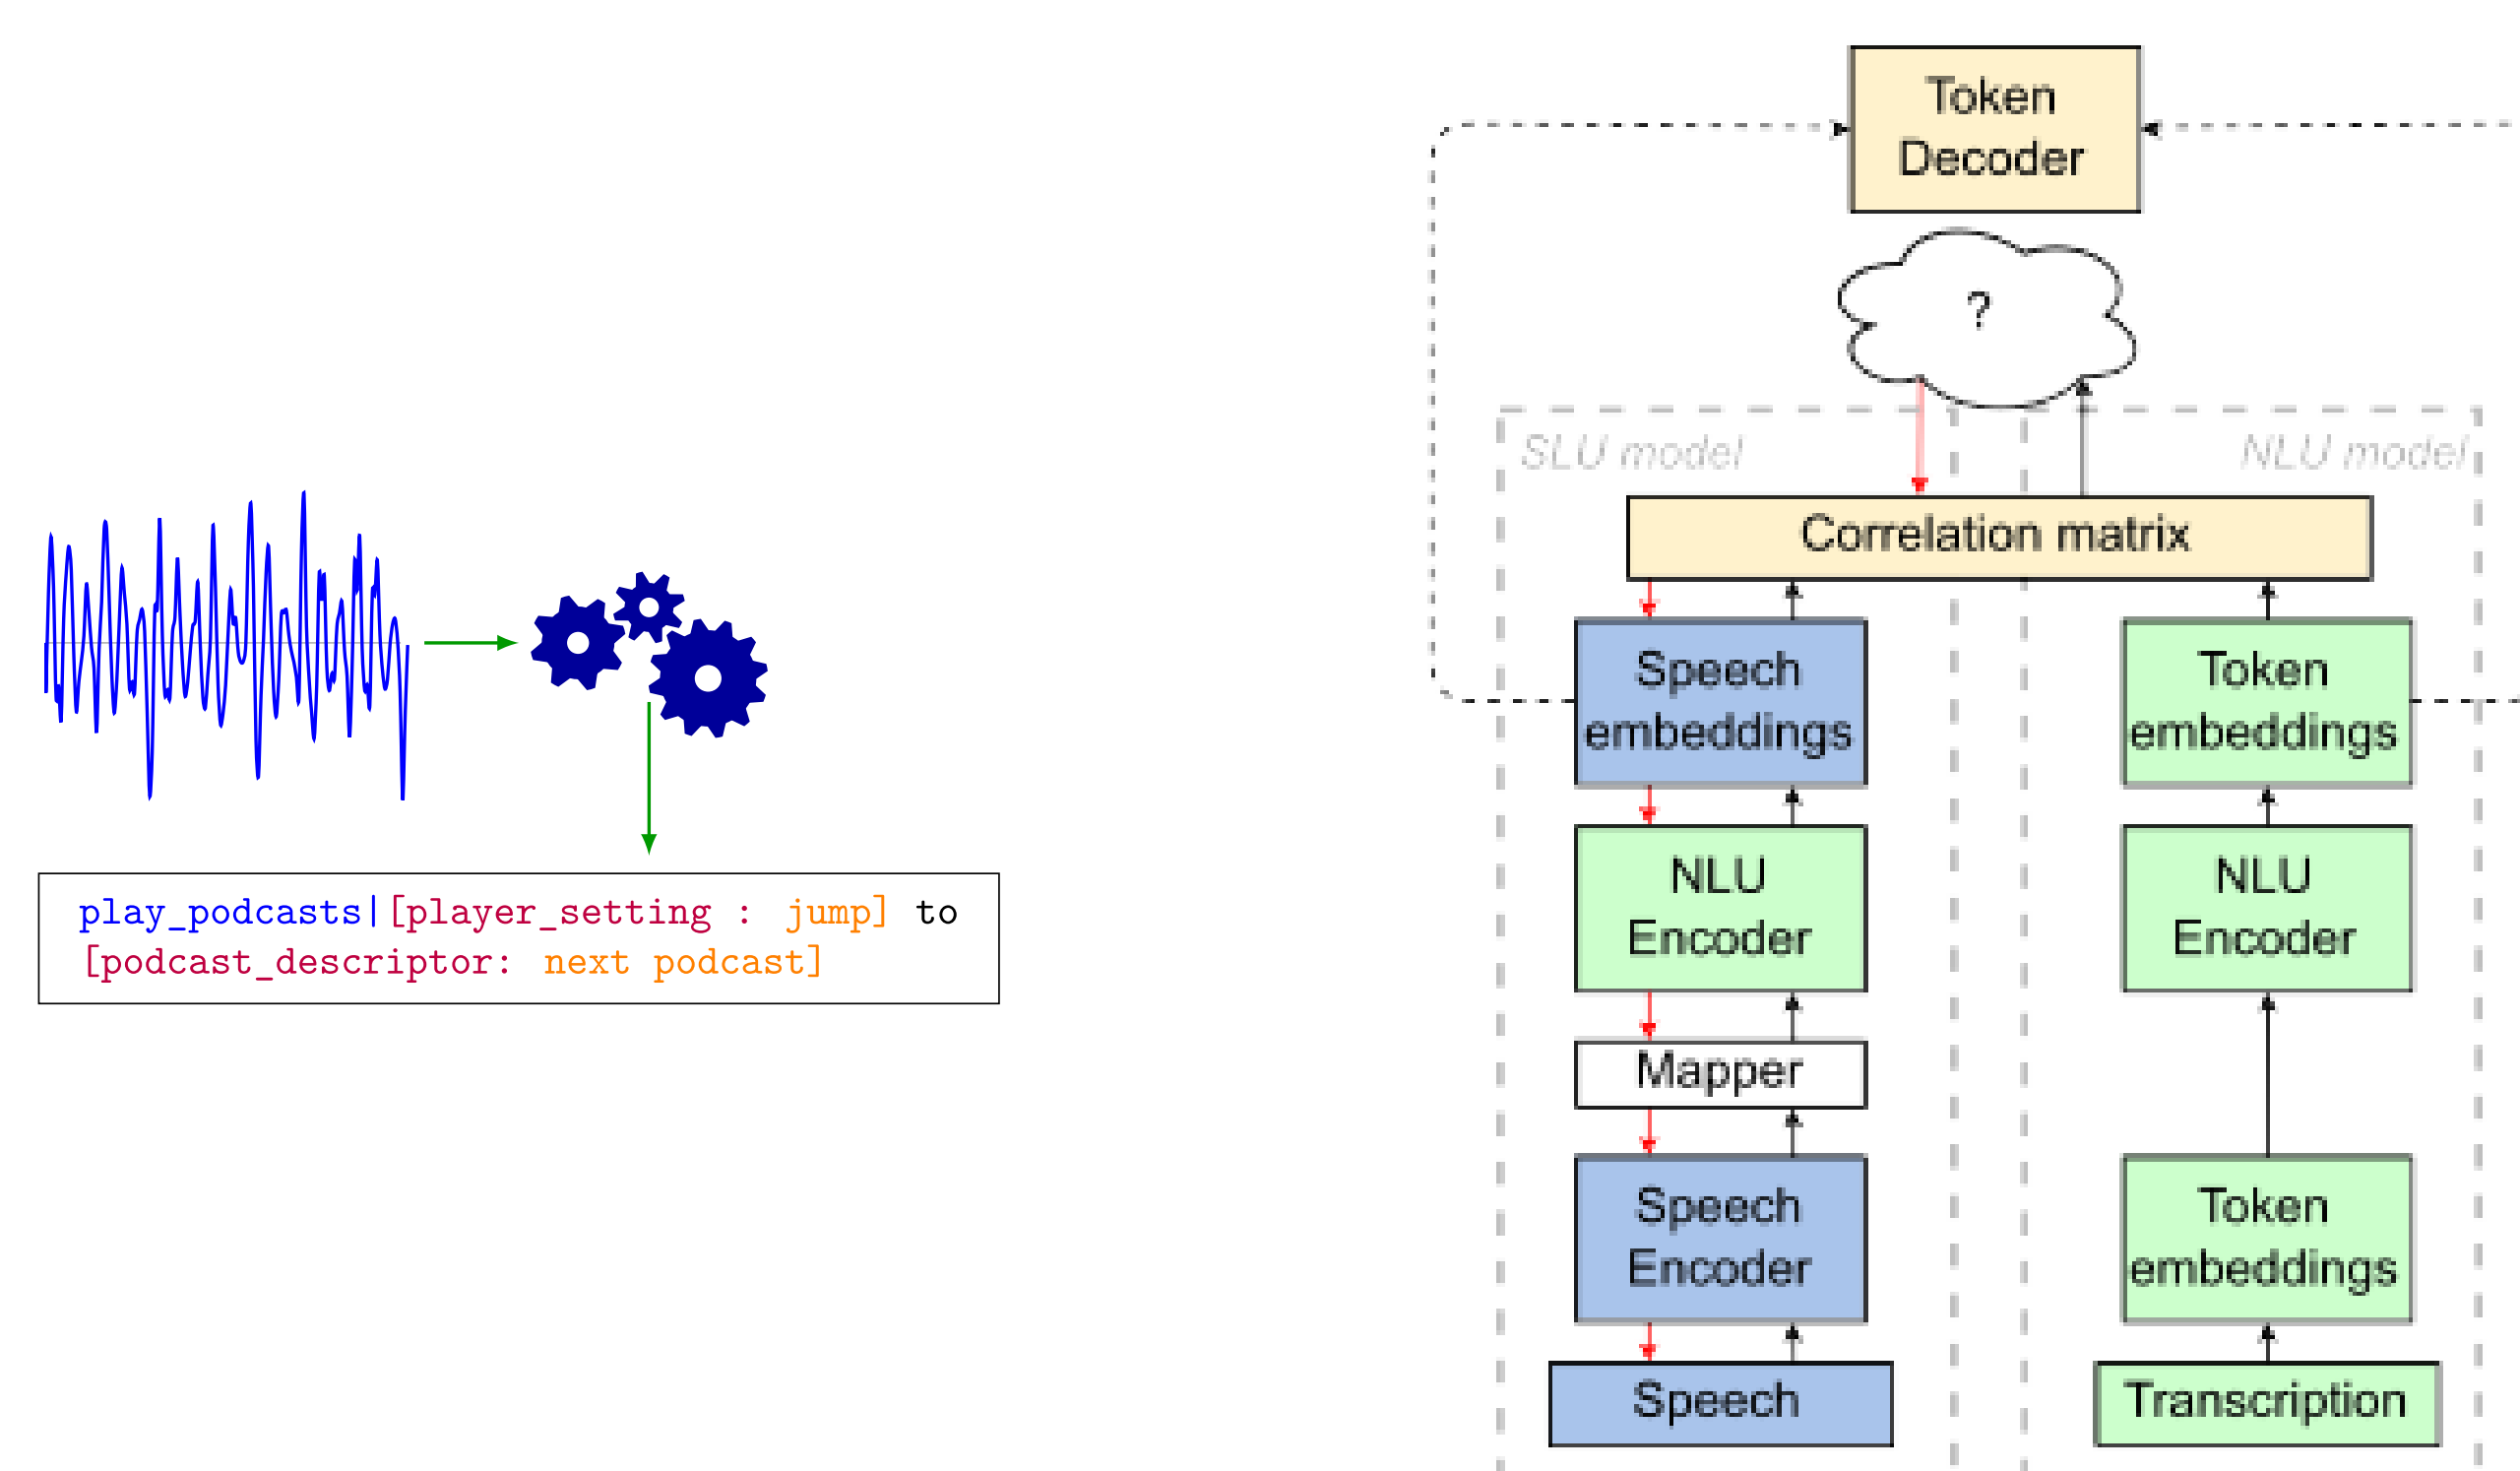 play_podcasts|[player_setting : jump] to
[podcast_descriptor: next podcast]
Token
Decoder
?
SLU model
NLU model
Correlation matrix
Speech
embeddings
Token
embeddings
NLU
Encoder
NLU
Encoder
Mapper
Speech
Encoder
Token
embeddings
Speech
Transcription